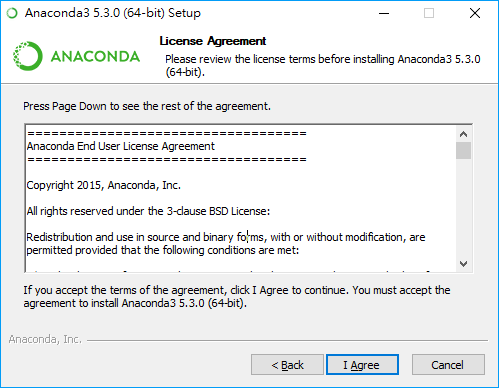 Anaconda3 5.3.0 (64-bit) Setup
ANACONDA
License Agreement
Please review the license terms before installing Anaconda3 5.3.0
(64-bit).
Press Page Down to see the rest of the agreement.
===================================
Anaconda End User License Agreement
===================================
Copyright 2015, Anaconda, Inc.
All rights reserved under the 3-clause BSD License:
Redistribution and use in source and binary forms, with or without modification, are
permitted provided that the following conditions are met:
If you accept the terms of the agreement, click I Agree to continue. You must accept the
agreement to install Anaconda3 5.3.0 (64-bit).
Anaconda, Inc.
< Back
I Agree
Cancel